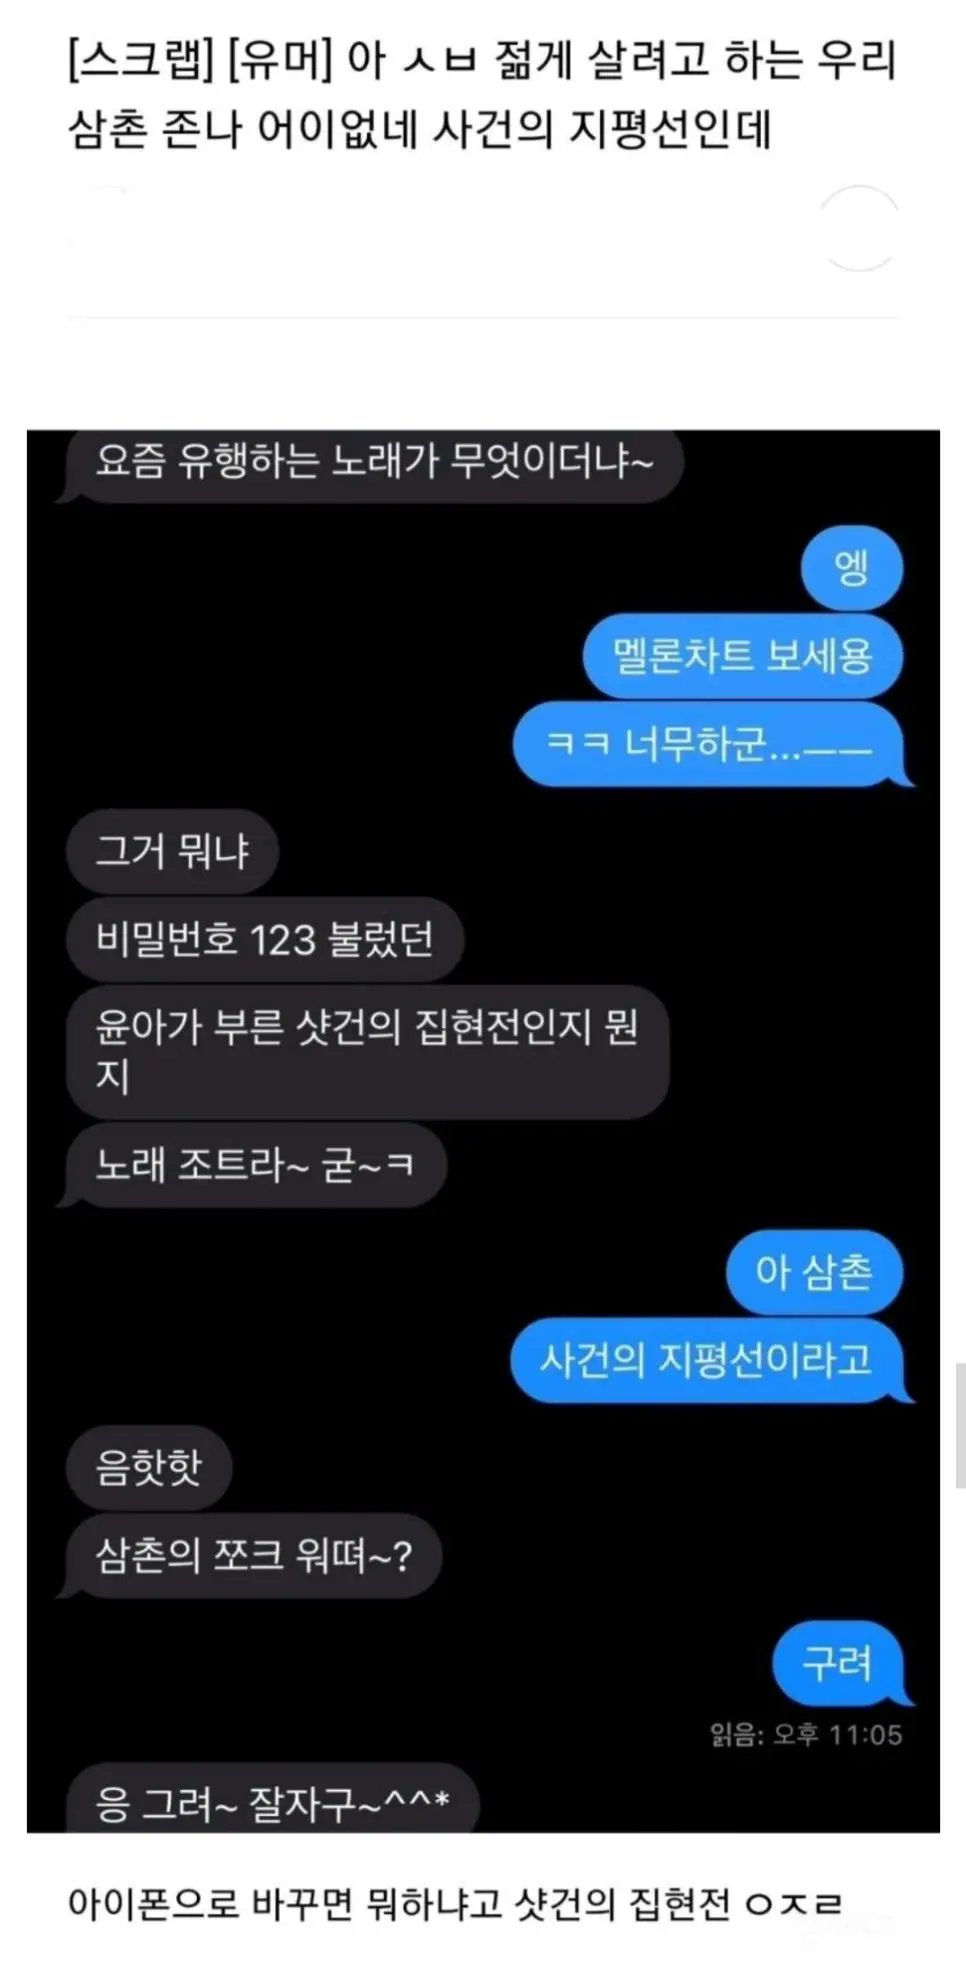 [스크랩] [유머] 아 ㅅㅂ 젊게 살려고 하는 우리
삼촌 존나 어이없네 사건의 지평선인데
요즘 유행하는 노래가 무엇이더냐~
엥
멜론차트 보세용
ㅋㅋ 너무하군...ㅡㅡ
그거 뭐냐
비밀번호 123 불렀던
윤아가 부른 샷건의 집현전인지 뭔
지
노래 조트라~ 굳~ㅋ
아 삼촌
사건의 지평선이라고
음핫핫
삼촌의 쪼크 워뗘~?
구려
읽음: 오후 11:05
응 그려~ 잘자구~^^*
아이폰으로 바꾸면 뭐하냐고 샷건의 집현전 ㅇㅈㄹ